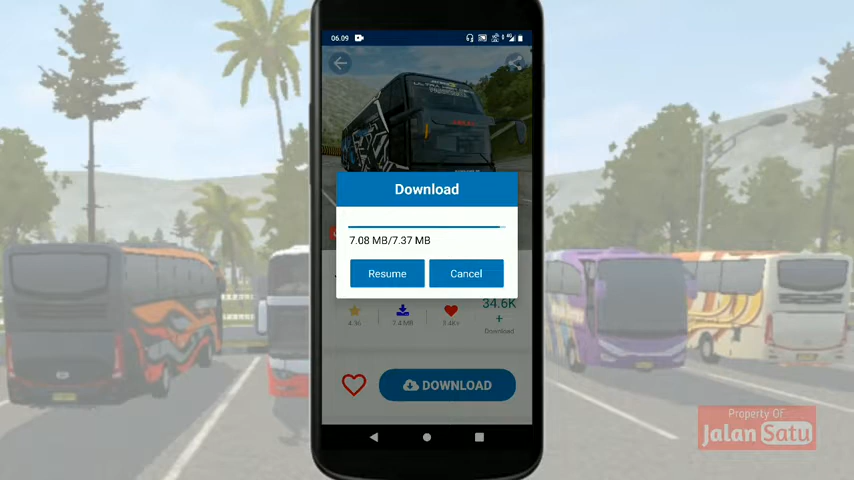 06.09
Download
7.08 MB/7.37 MB
Resume
Cancel
4.36
7.4 MB
3.4K+
34.6K
+
Download
DOWNLOAD
Property OF
Jalan Satu